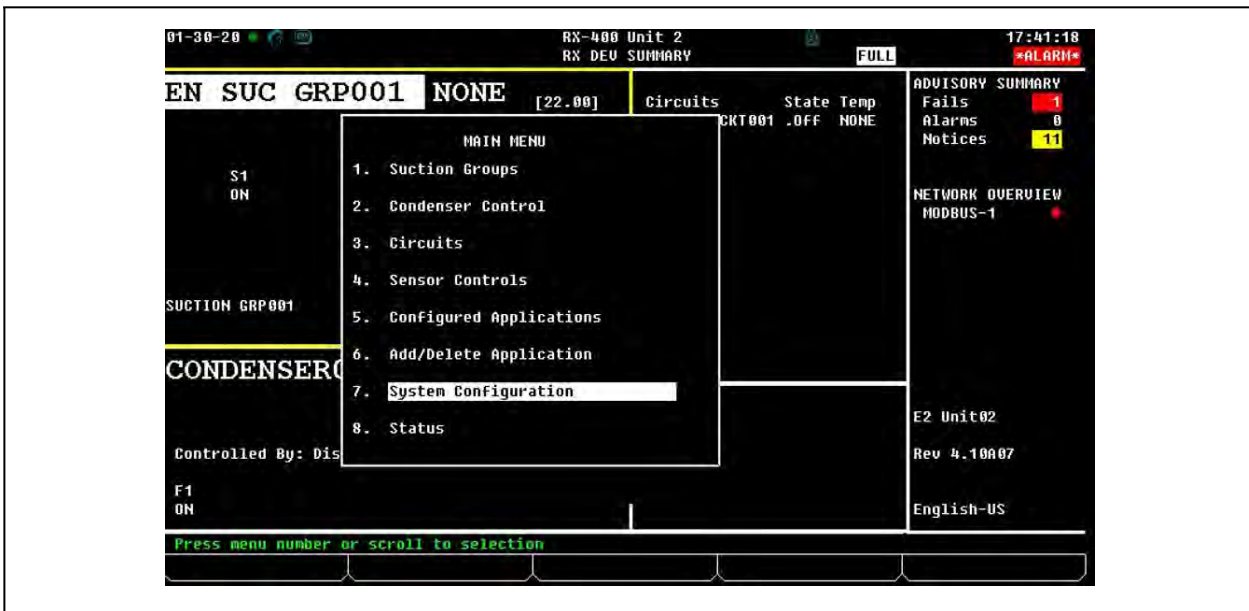 01-30-20 RX-400 Unit 2 17:41:18
RX DEV SUMMARY FULL *ALARM*
EN SUC GRP001 NONE [22.00]
Circuits State Temp
CKT001 .OFF NONE
S1
ON
SUCTION GRP001
CONDENSER
Controlled By: Dis
F1
ON
MAIN MENU
1. Suction Groups
2. Condenser Control
3. Circuits
4. Sensor Controls
5. Configured Applications
6. Add/Delete Application
7. System Configuration
8. Status
ADVISORY SUMMARY
Fails 1
Alarms 0
Notices 11
NETWORK OVERVIEW
MODBUS-1
E2 Unit02
Rev 4.10A07
English-US
Press menu number or scroll to selection